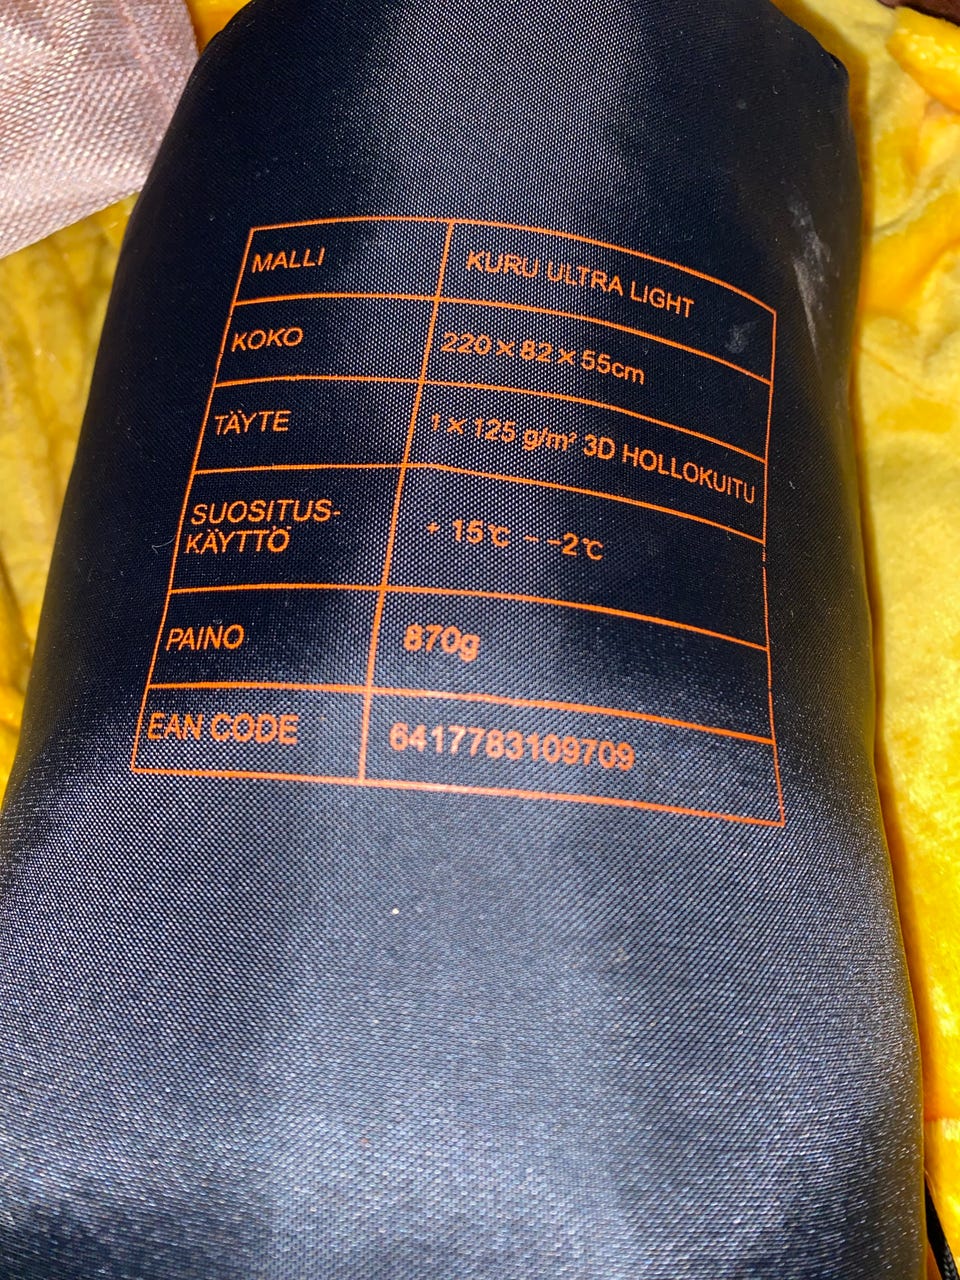 MALLI KURU ULTRA LIGHT
KOKO 220 x 82 x 55cm
TÄYTE 1 x 125 g/m² 3D HOLLOKUITU
SUOSITUS-
KÄYTTÖ + 15°C - -2°C
PAINO 870g
EAN CODE 6417783109709